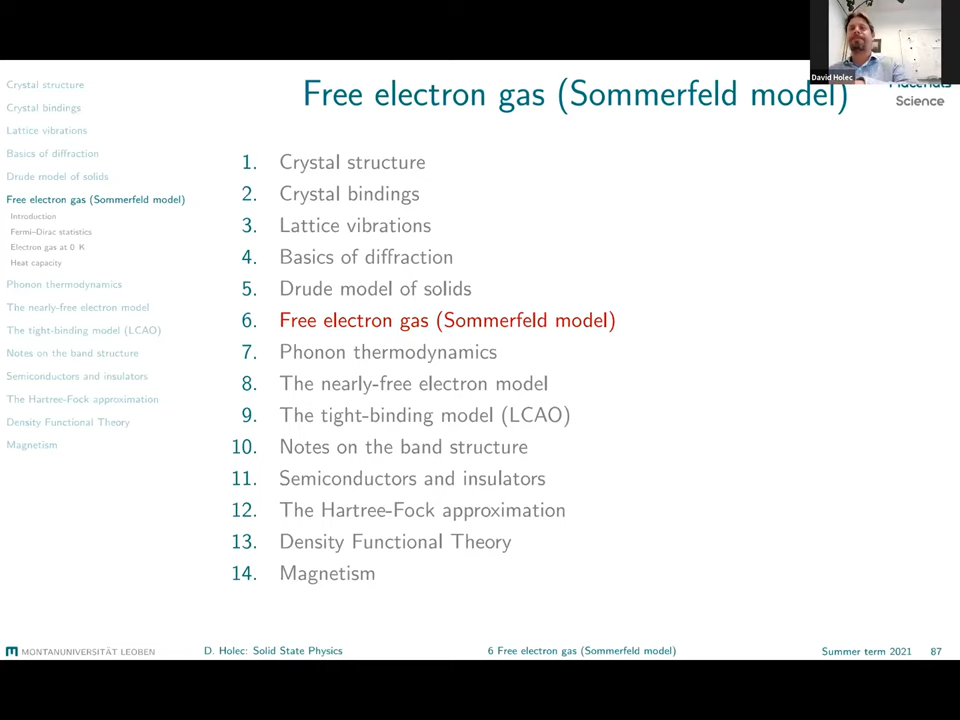 David Holec
Materials
Science
Free electron gas (Sommerfeld model)
Crystal structure
Crystal bindings
Lattice vibrations
Basics of diffraction
Drude model of solids
Free electron gas (Sommerfeld model)
Introduction
Fermi–Dirac statistics
Electron gas at 0 K
Heat capacity
Phonon thermodynamics
The nearly-free electron model
The tight-binding model (LCAO)
Notes on the band structure
Semiconductors and insulators
The Hartree-Fock approximation
Density Functional Theory
Magnetism
1. Crystal structure
2. Crystal bindings
3. Lattice vibrations
4. Basics of diffraction
5. Drude model of solids
6. Free electron gas (Sommerfeld model)
7. Phonon thermodynamics
8. The nearly-free electron model
9. The tight-binding model (LCAO)
10. Notes on the band structure
11. Semiconductors and insulators
12. The Hartree-Fock approximation
13. Density Functional Theory
14. Magnetism
MONTANUNIVERSITÄT LEOBEN D. Holec: Solid State Physics 6 Free electron gas (Sommerfeld model) Summer term 2021 87